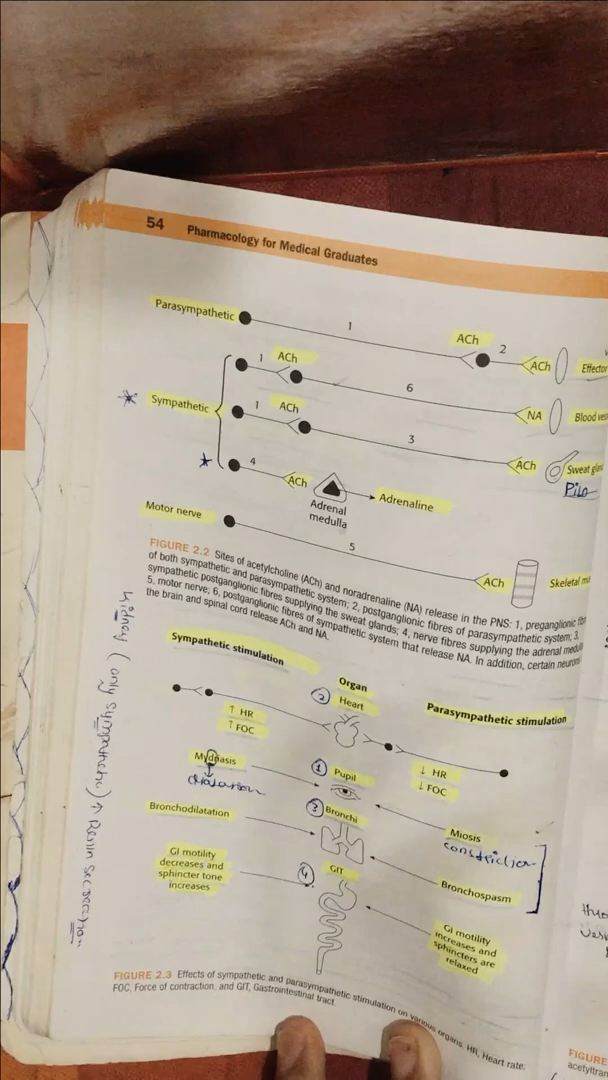 54 Pharmacology for Medical Graduates
Parasympathetic
1
ACh
2
ACh
Effector
Sympathetic
1
ACh
6
NA
Blood
1
ACh
3
ACh
Sweat
Pilo
4
ACh
Adrenal
medulla
Adrenaline
Motor nerve
5
ACh
Skeletal
FIGURE 2.2 Sites of acetylcholine (ACh) and noradrenaline (NA) release in the PNS: 1, preganglionic
of both sympathetic and parasympathetic system; 2, postganglionic fibres of parasympathetic system; 3,
sympathetic postganglionic fibres supplying the sweat glands; 4, nerve fibres supplying the adrenal
5, motor nerve; 6, postganglionic fibres of sympathetic system that release NA. In addition, certain
the brain and spinal cord release ACh and NA.
Kidney (only sympathetic) ↑ Renin secretion
Sympathetic stimulation
Organ
Parasympathetic stimulation
2 Heart
↑ HR
↑ FOC
↓ HR
↓ FOC
Mydriasis
dilatation
1 Pupil
Miosis
constriction
Bronchodilatation
3 Bronchi
Bronchospasm
GI motility
decreases and
sphincter tone
increases
4 GIT
GI motility
increases and
sphincters are
relaxed
FIGURE 2.3 Effects of sympathetic and parasympathetic stimulation on various organs. HR, Heart rate;
FOC, Force of contraction; and GIT, Gastrointestinal tract.
FIGURE